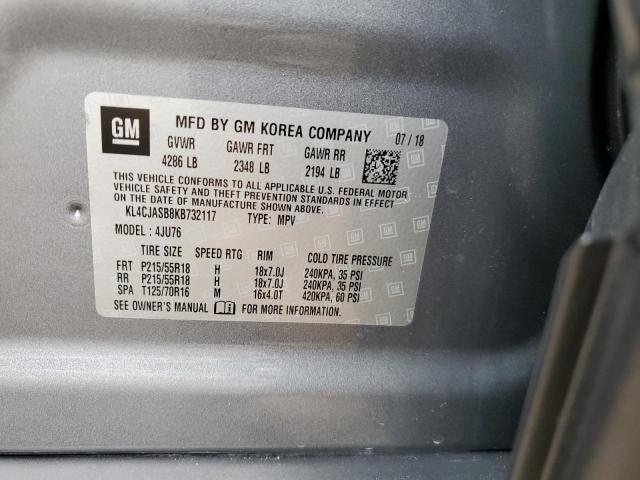 GM MFD BY GM KOREA COMPANY 07/18
GVWR GAWR FRT GAWR RR
4286 LB 2348 LB 2194 LB
THIS VEHICLE CONFORMS TO ALL APPLICABLE U.S. FEDERAL MOTOR
VEHICLE SAFETY AND THEFT PREVENTION STANDARDS IN EFFECT ON
THE DATE OF MANUFACTURE SHOWN ABOVE.
KL4CJASB8KB732117 TYPE: MPV
MODEL: 4JU76
TIRE SIZE SPEED RTG RIM COLD TIRE PRESSURE
FRT P215/55R18 H 18x7.0J 240KPA, 35 PSI
RR P215/55R18 H 18x7.0J 240KPA, 35 PSI
SPA T125/70R16 M 16x4.0T 420KPA, 60 PSI
SEE OWNER'S MANUAL FOR MORE INFORMATION.